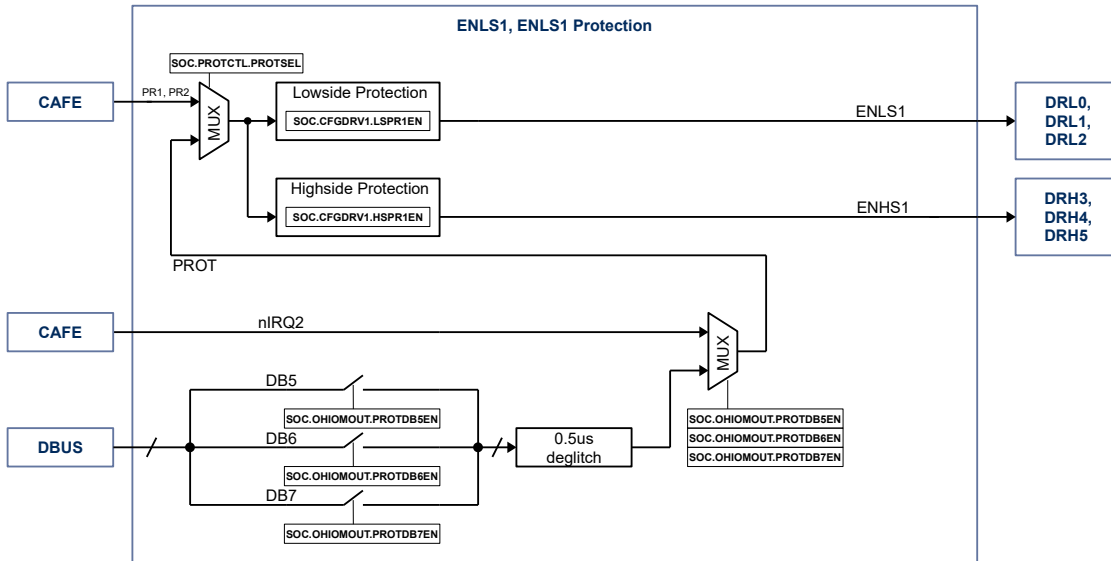 ENLS1, ENLS1 Protection
SOC.PROTCTL.PROTSEL
CAFE
PR1, PR2
MUX
Lowside Protection
SOC.CFGDRV1.LSPR1EN
ENLS1
DRL0,
DRL1,
DRL2
Highside Protection
SOC.CFGDRV1.HSPR1EN
ENHS1
DRH3,
DRH4,
DRH5
PROT
CAFE
nIRQ2
MUX
DB5
SOC.OHIOMOUT.PROTDB5EN
DBUS
DB6
SOC.OHIOMOUT.PROTDB6EN
0.5us
deglitch
SOC.OHIOMOUT.PROTDB5EN
SOC.OHIOMOUT.PROTDB6EN
SOC.OHIOMOUT.PROTDB7EN
DB7
SOC.OHIOMOUT.PROTDB7EN